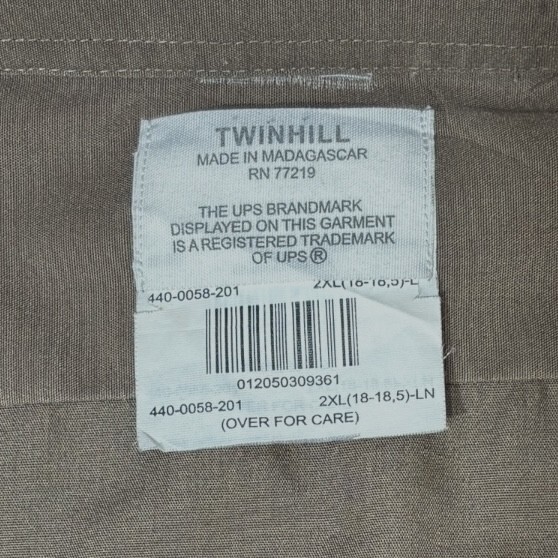 TWINHILL
MADE IN MADAGASCAR
RN 77219
THE UPS BRANDMARK
DISPLAYED ON THIS GARMENT
IS A REGISTERED TRADEMARK
OF UPS®
440-0058-201 2XL(18-18,5)-L
012050309361
440-0058-201 2XL(18-18,5)-LN
(OVER FOR CARE)